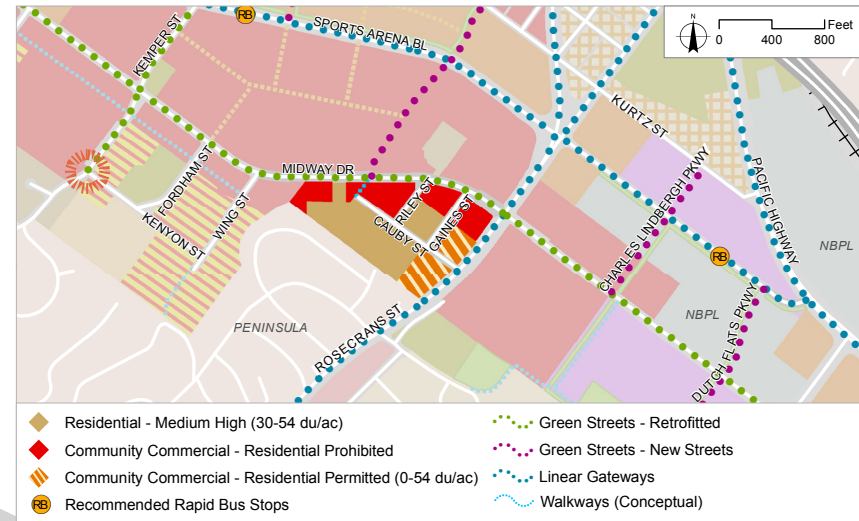 RB
SPORTS ARENA BL
KEMPER ST
N
Feet
0 400 800
KURTZ ST
MIDWAY DR
FORDHAM ST
WING ST
KENYON ST
RILEY ST
CAUBY ST
GAINES ST
CHARLES LINDBERGH PKWY
PACIFIC HIGHWAY
RB
NBPL
NBPL
PENINSULA
ROSECRANS ST
DUTCH FLATS PKWY
Residential - Medium High (30-54 du/ac)
Community Commercial - Residential Prohibited
Community Commercial - Residential Permitted (0-54 du/ac)
RB Recommended Rapid Bus Stops
Green Streets - Retrofitted
Green Streets - New Streets
Linear Gateways
Walkways (Conceptual)